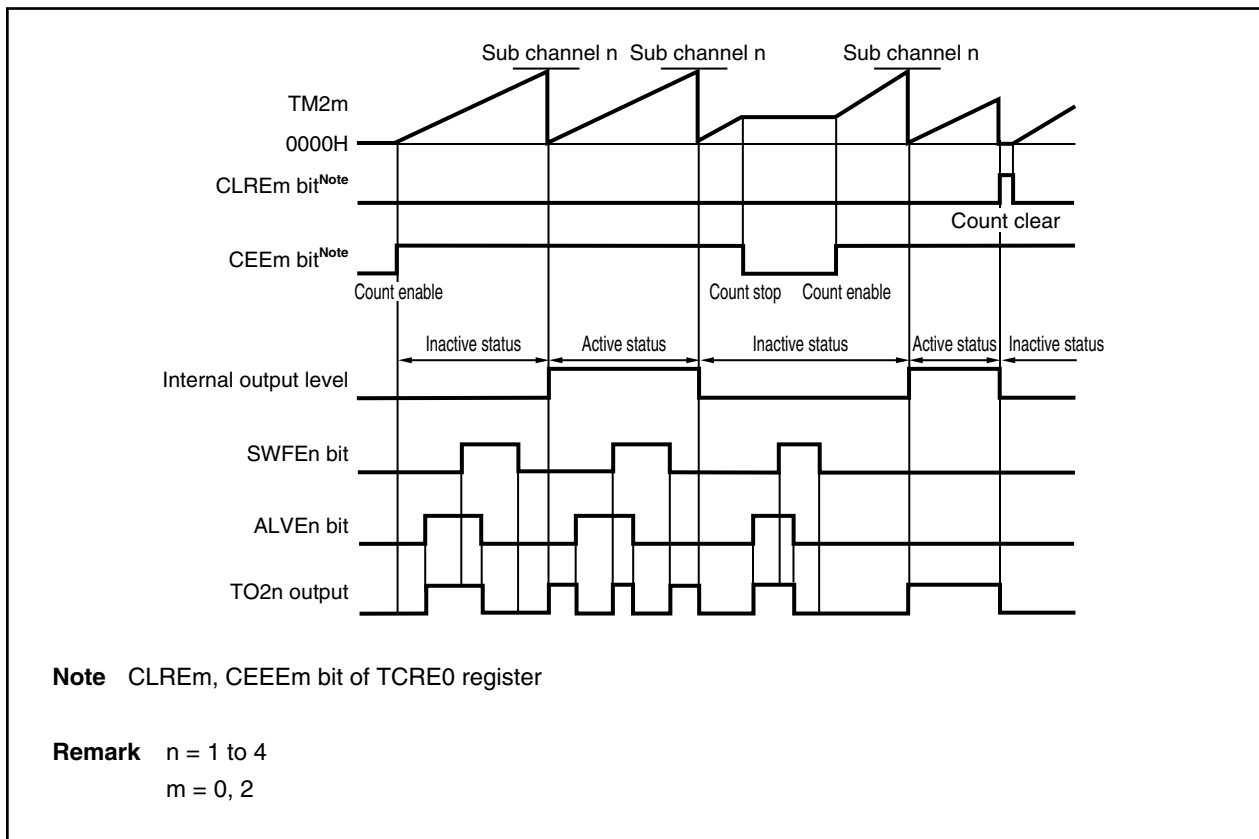 Sub channel n Sub channel n Sub channel n
TM2m
0000H
CLREm bitNote
Count clear
CEEm bitNote
Count enable Count stop Count enable
Inactive status Active status Inactive status Active status Inactive status
Internal output level
SWFEn bit
ALVEn bit
TO2n output
Note CLREm, CEEEm bit of TCRE0 register
Remark n = 1 to 4
m = 0, 2